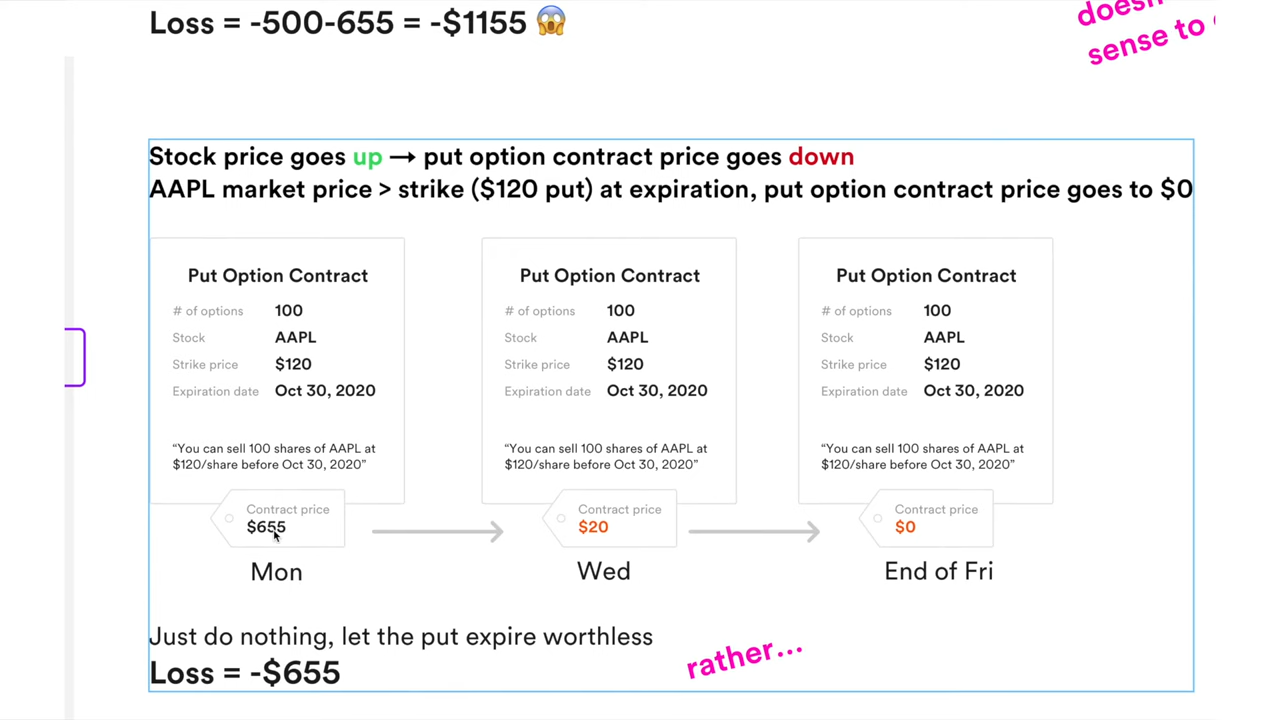 Loss = -500-655 = -$1155 😱
sense to
Stock price goes up → put option contract price goes down
AAPL market price > strike ($120 put) at expiration, put option contract price goes to $0
Put Option Contract
# of options 100
Stock AAPL
Strike price $120
Expiration date Oct 30, 2020
“You can sell 100 shares of AAPL at
$120/share before Oct 30, 2020”
Contract price
$655
Mon
Put Option Contract
# of options 100
Stock AAPL
Strike price $120
Expiration date Oct 30, 2020
“You can sell 100 shares of AAPL at
$120/share before Oct 30, 2020”
Contract price
$20
Wed
Put Option Contract
# of options 100
Stock AAPL
Strike price $120
Expiration date Oct 30, 2020
“You can sell 100 shares of AAPL at
$120/share before Oct 30, 2020”
Contract price
$0
End of Fri
Just do nothing, let the put expire worthless
Loss = -$655
rather...